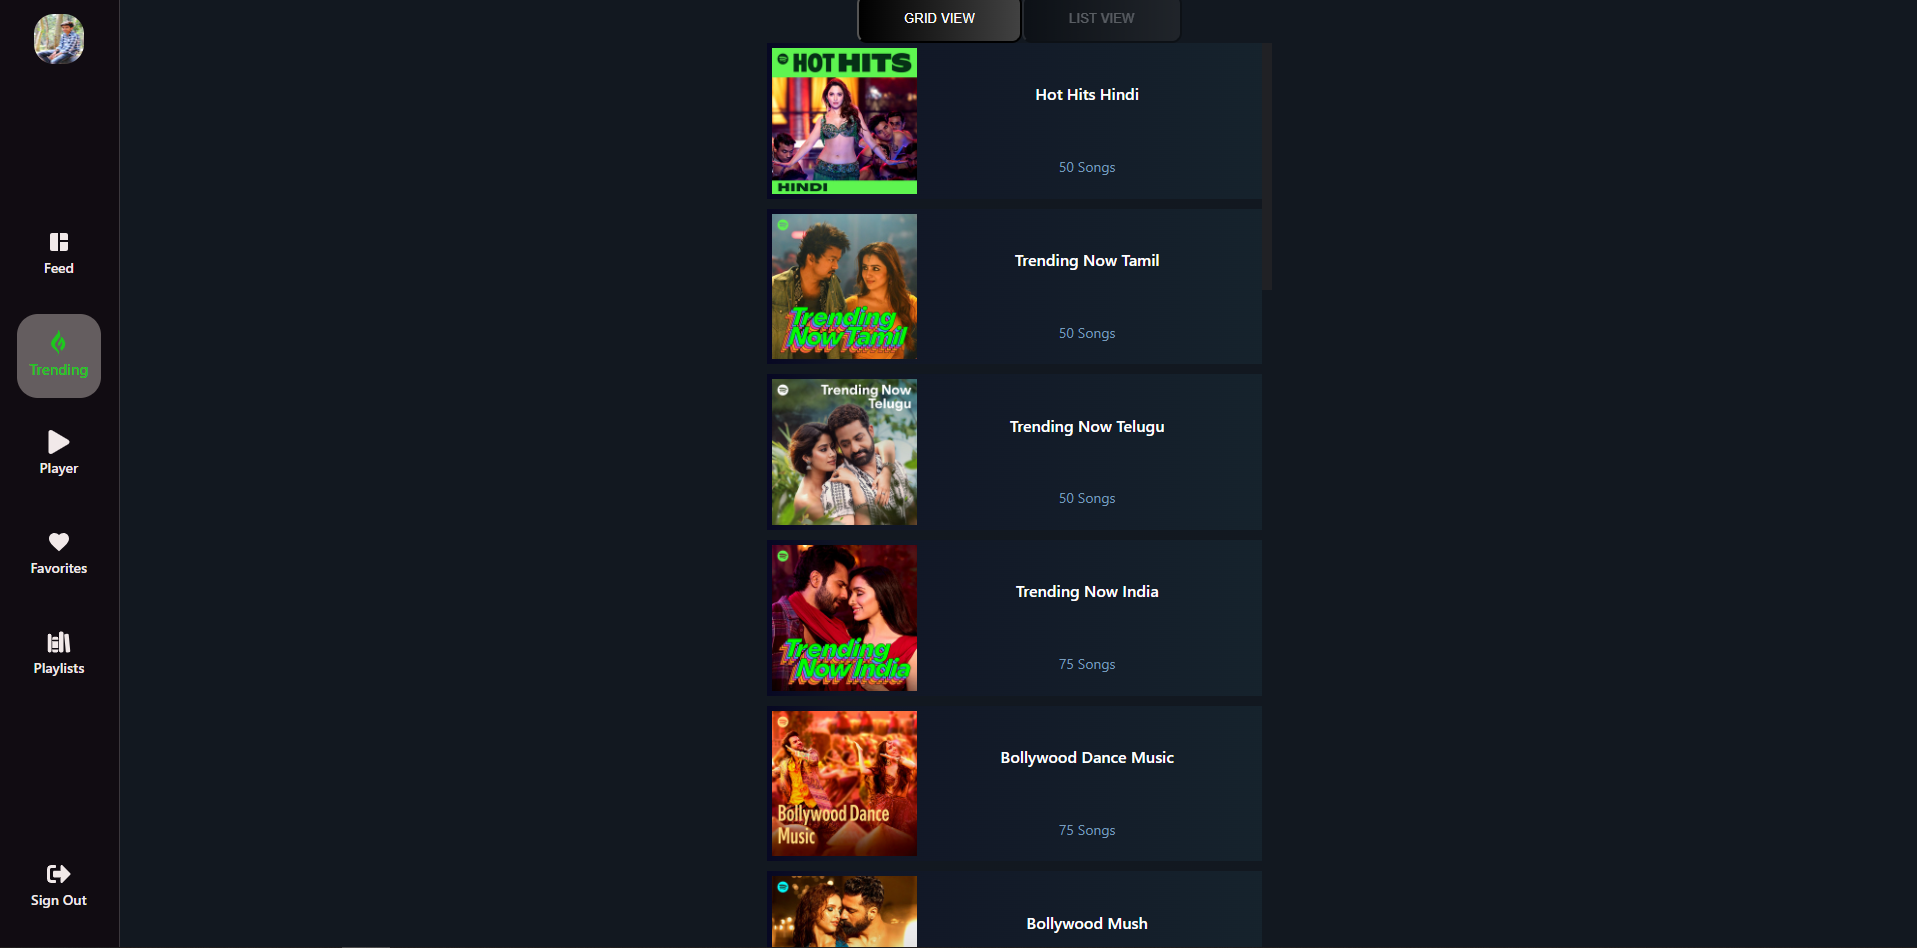 GRID VIEW
LIST VIEW
HOT HITS
HINDI
Hot Hits Hindi
50 Songs
Feed
Trending
Now Tamil
Trending Now Tamil
50 Songs
Trending
Trending Now
Telugu
Trending Now Telugu
50 Songs
Player
Favorites
Trending
Now India
Trending Now India
75 Songs
Playlists
Bollywood Dance
Music
Bollywood Dance Music
75 Songs
Sign Out
Bollywood Mush